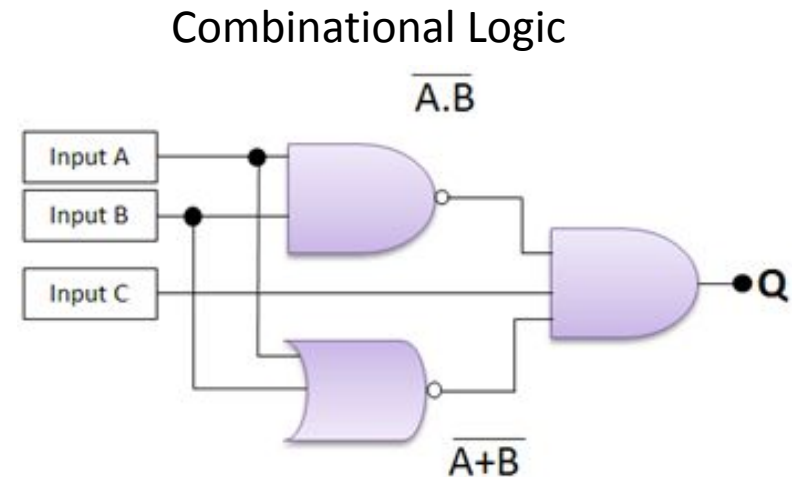 Combinational Logic
A̅.̅B̅
Input A
Input B
Input C
Q
A̅+̅B̅